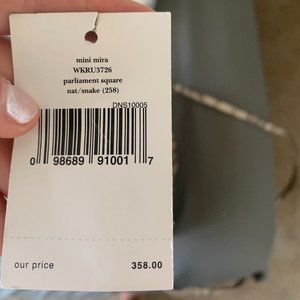 mini mira
WKRU3726
parliament square
nat/snake (258)
DNS10005
0 98689 91001 7
our price 358.00